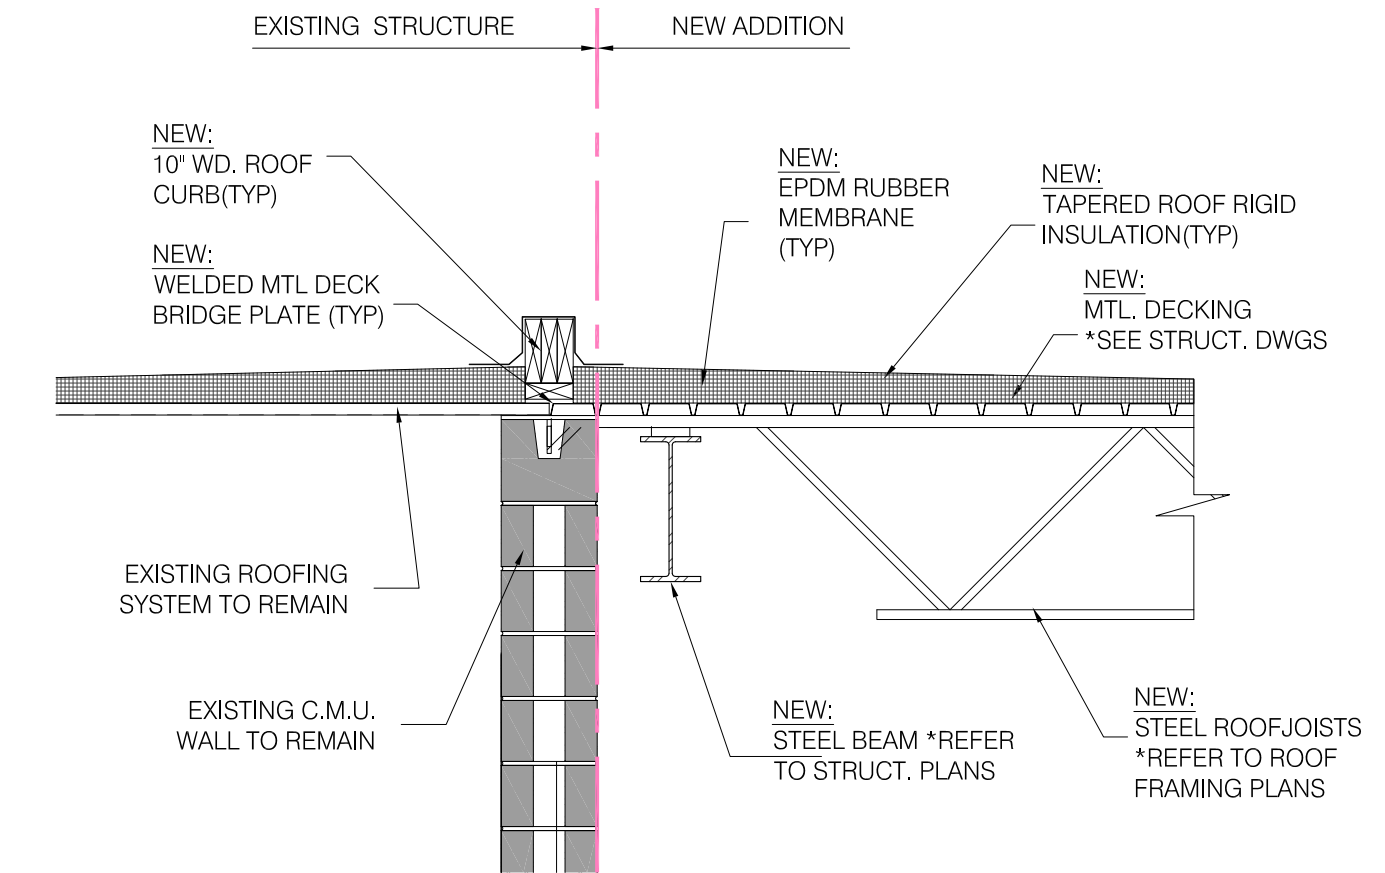 EXISTING STRUCTURE
NEW ADDITION
NEW:
10" WD. ROOF
CURB(TYP)
NEW:
WELDED MTL DECK
BRIDGE PLATE (TYP)
NEW:
EPDM RUBBER
MEMBRANE
(TYP)
NEW:
TAPERED ROOF RIGID
INSULATION(TYP)
NEW:
MTL. DECKING
*SEE STRUCT. DWGS
EXISTING ROOFING
SYSTEM TO REMAIN
EXISTING C.M.U.
WALL TO REMAIN
NEW:
STEEL BEAM *REFER
TO STRUCT. PLANS
NEW:
STEEL ROOFJOISTS
*REFER TO ROOF
FRAMING PLANS